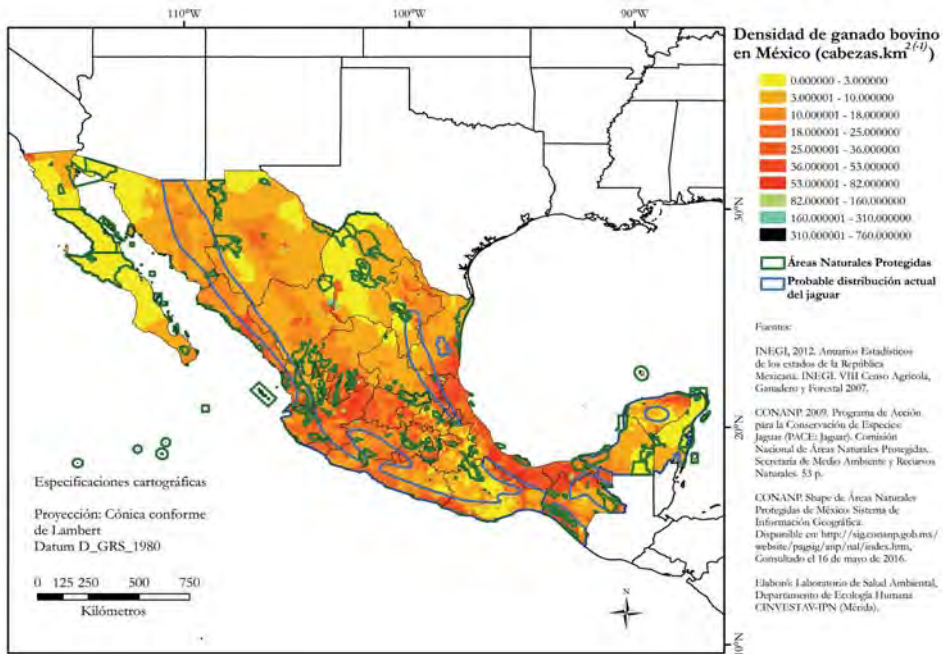 110°W
100°W
90°W
Densidad de ganado bovino
en México (cabezas.km2(-1))
0.000000 - 3.000000
3.000001 - 10.000000
10.000001 - 18.000000
18.000001 - 25.000000
25.000001 - 36.000000
36.000001 - 53.000000
53.000001 - 82.000000
82.000001 - 160.000000
160.000001 - 310.000000
310.000001 - 760.000000
Áreas Naturales Protegidas
Probable distribución actual
del jaguar
30°N
20°N
10°N
Fuentes:
INEGI, 2012. Anuarios Estadísticos
de los estados de la República
Mexicana. INEGI. VIII Censo Agrícola,
Ganadero y Forestal 2007.
CONANP. 2009. Programa de Acción
para la Conservación de Especies:
Jaguar (PACE: Jaguar). Comisión
Nacional de Áreas Naturales Protegidas.
Secretaría de Medio Ambiente y Recursos
Naturales. 53 p.
CONANP. Shape de Áreas Naturales
Protegidas de México: Sistema de
Información Geográfica.
Disponible en: http://sig.conanp.gob.mx/
website/pagsig/anp/nal/index.htm,
Consultado el 16 de mayo de 2016.
Elaboró: Laboratorio de Salud Ambiental,
Departamento de Ecología Humana
CINVESTAV-IPN (Mérida).
Especificaciones cartográficas
Proyección: Cónica conforme
de Lambert
Datum D_GRS_1980
0 125 250 500 750
Kilómetros
N